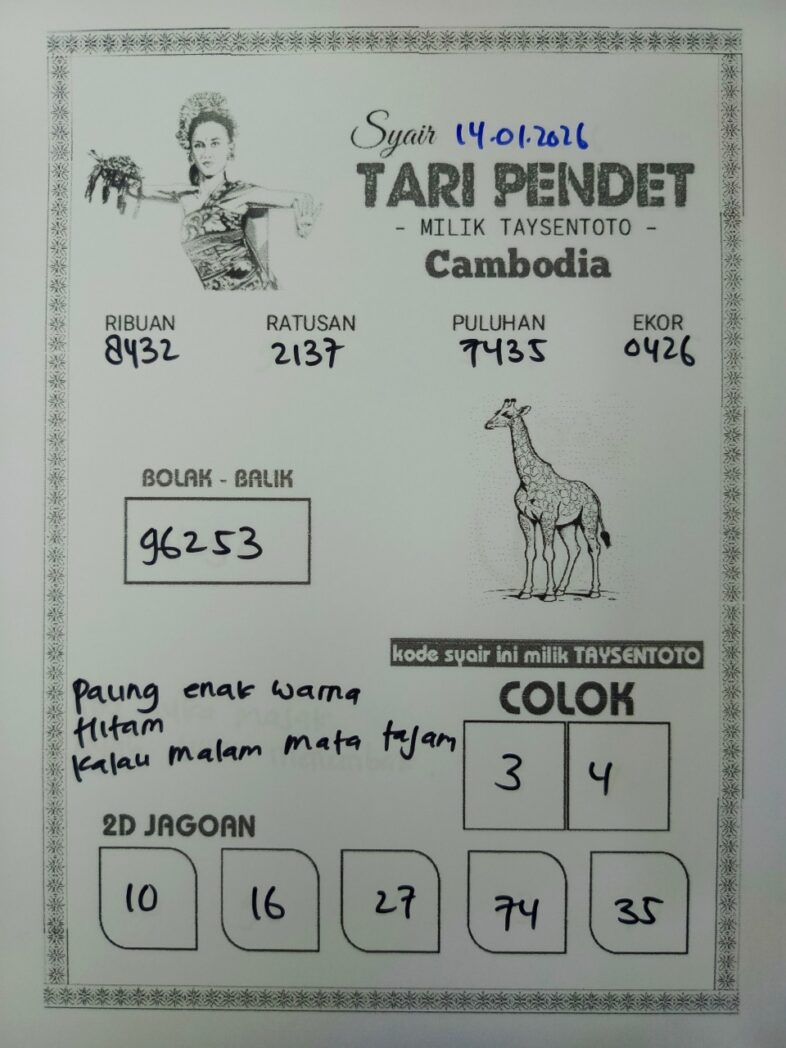 Syair 14.01.2026
TARI PENDET
- MILIK TAYSENTOTO -
Cambodia
RIBUAN RATUSAN PULUHAN EKOR
8432 2137 7435 0426
BOLAK - BALIK
96253
kode syair ini milik TAYSENTOTO
Paling enak warna
Hitam
Kalau malam mata tajam
COLOK
3 4
2D JAGOAN
10 16 27 74 35